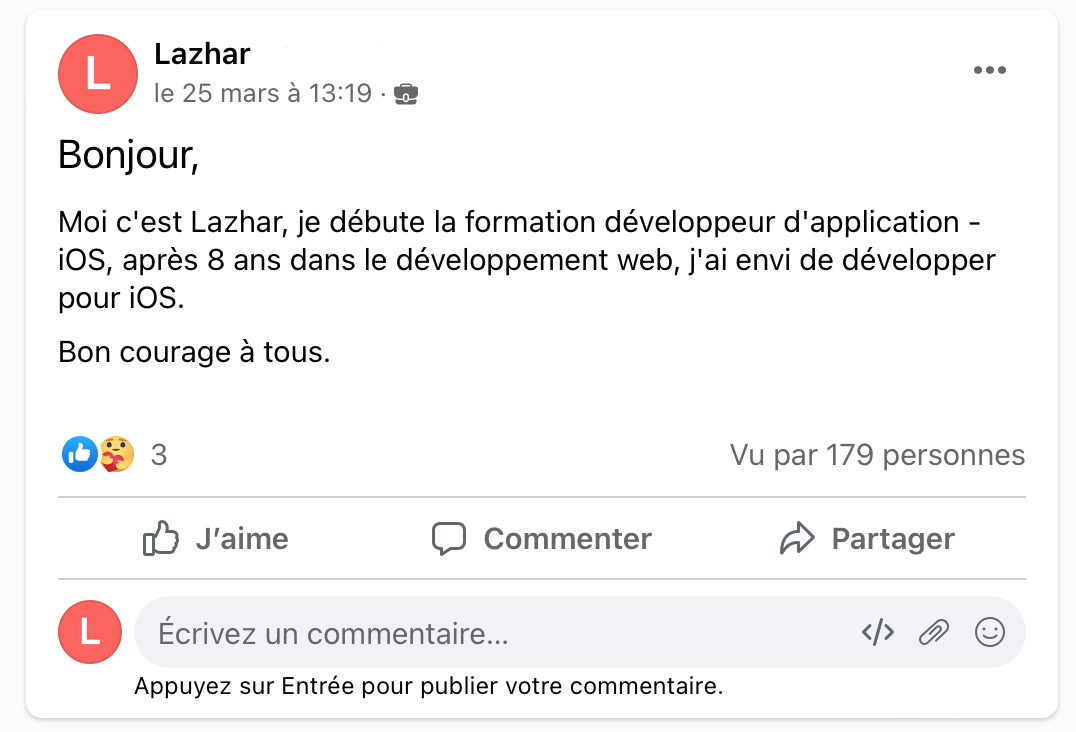 L
Lazhar
le 25 mars à 13:19 ·
Bonjour,
Moi c'est Lazhar, je débute la formation développeur d'application -
iOS, après 8 ans dans le développement web, j'ai envi de développer
pour iOS.
Bon courage à tous.
3
Vu par 179 personnes
J’aime
Commenter
Partager
L
Écrivez un commentaire...
Appuyez sur Entrée pour publier votre commentaire.